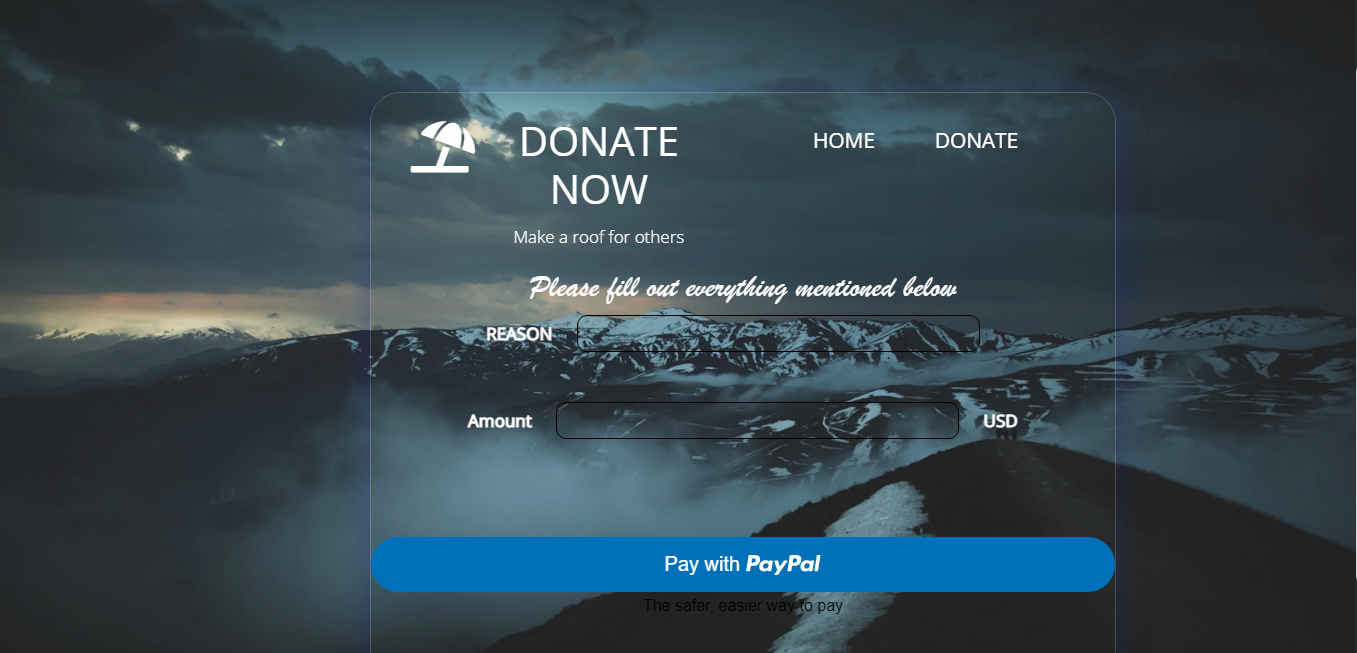 DONATE
NOW
HOME
DONATE
Make a roof for others
Please fill out everything mentioned below
REASON
Amount
USD
Pay with PayPal
The safer, easier way to pay